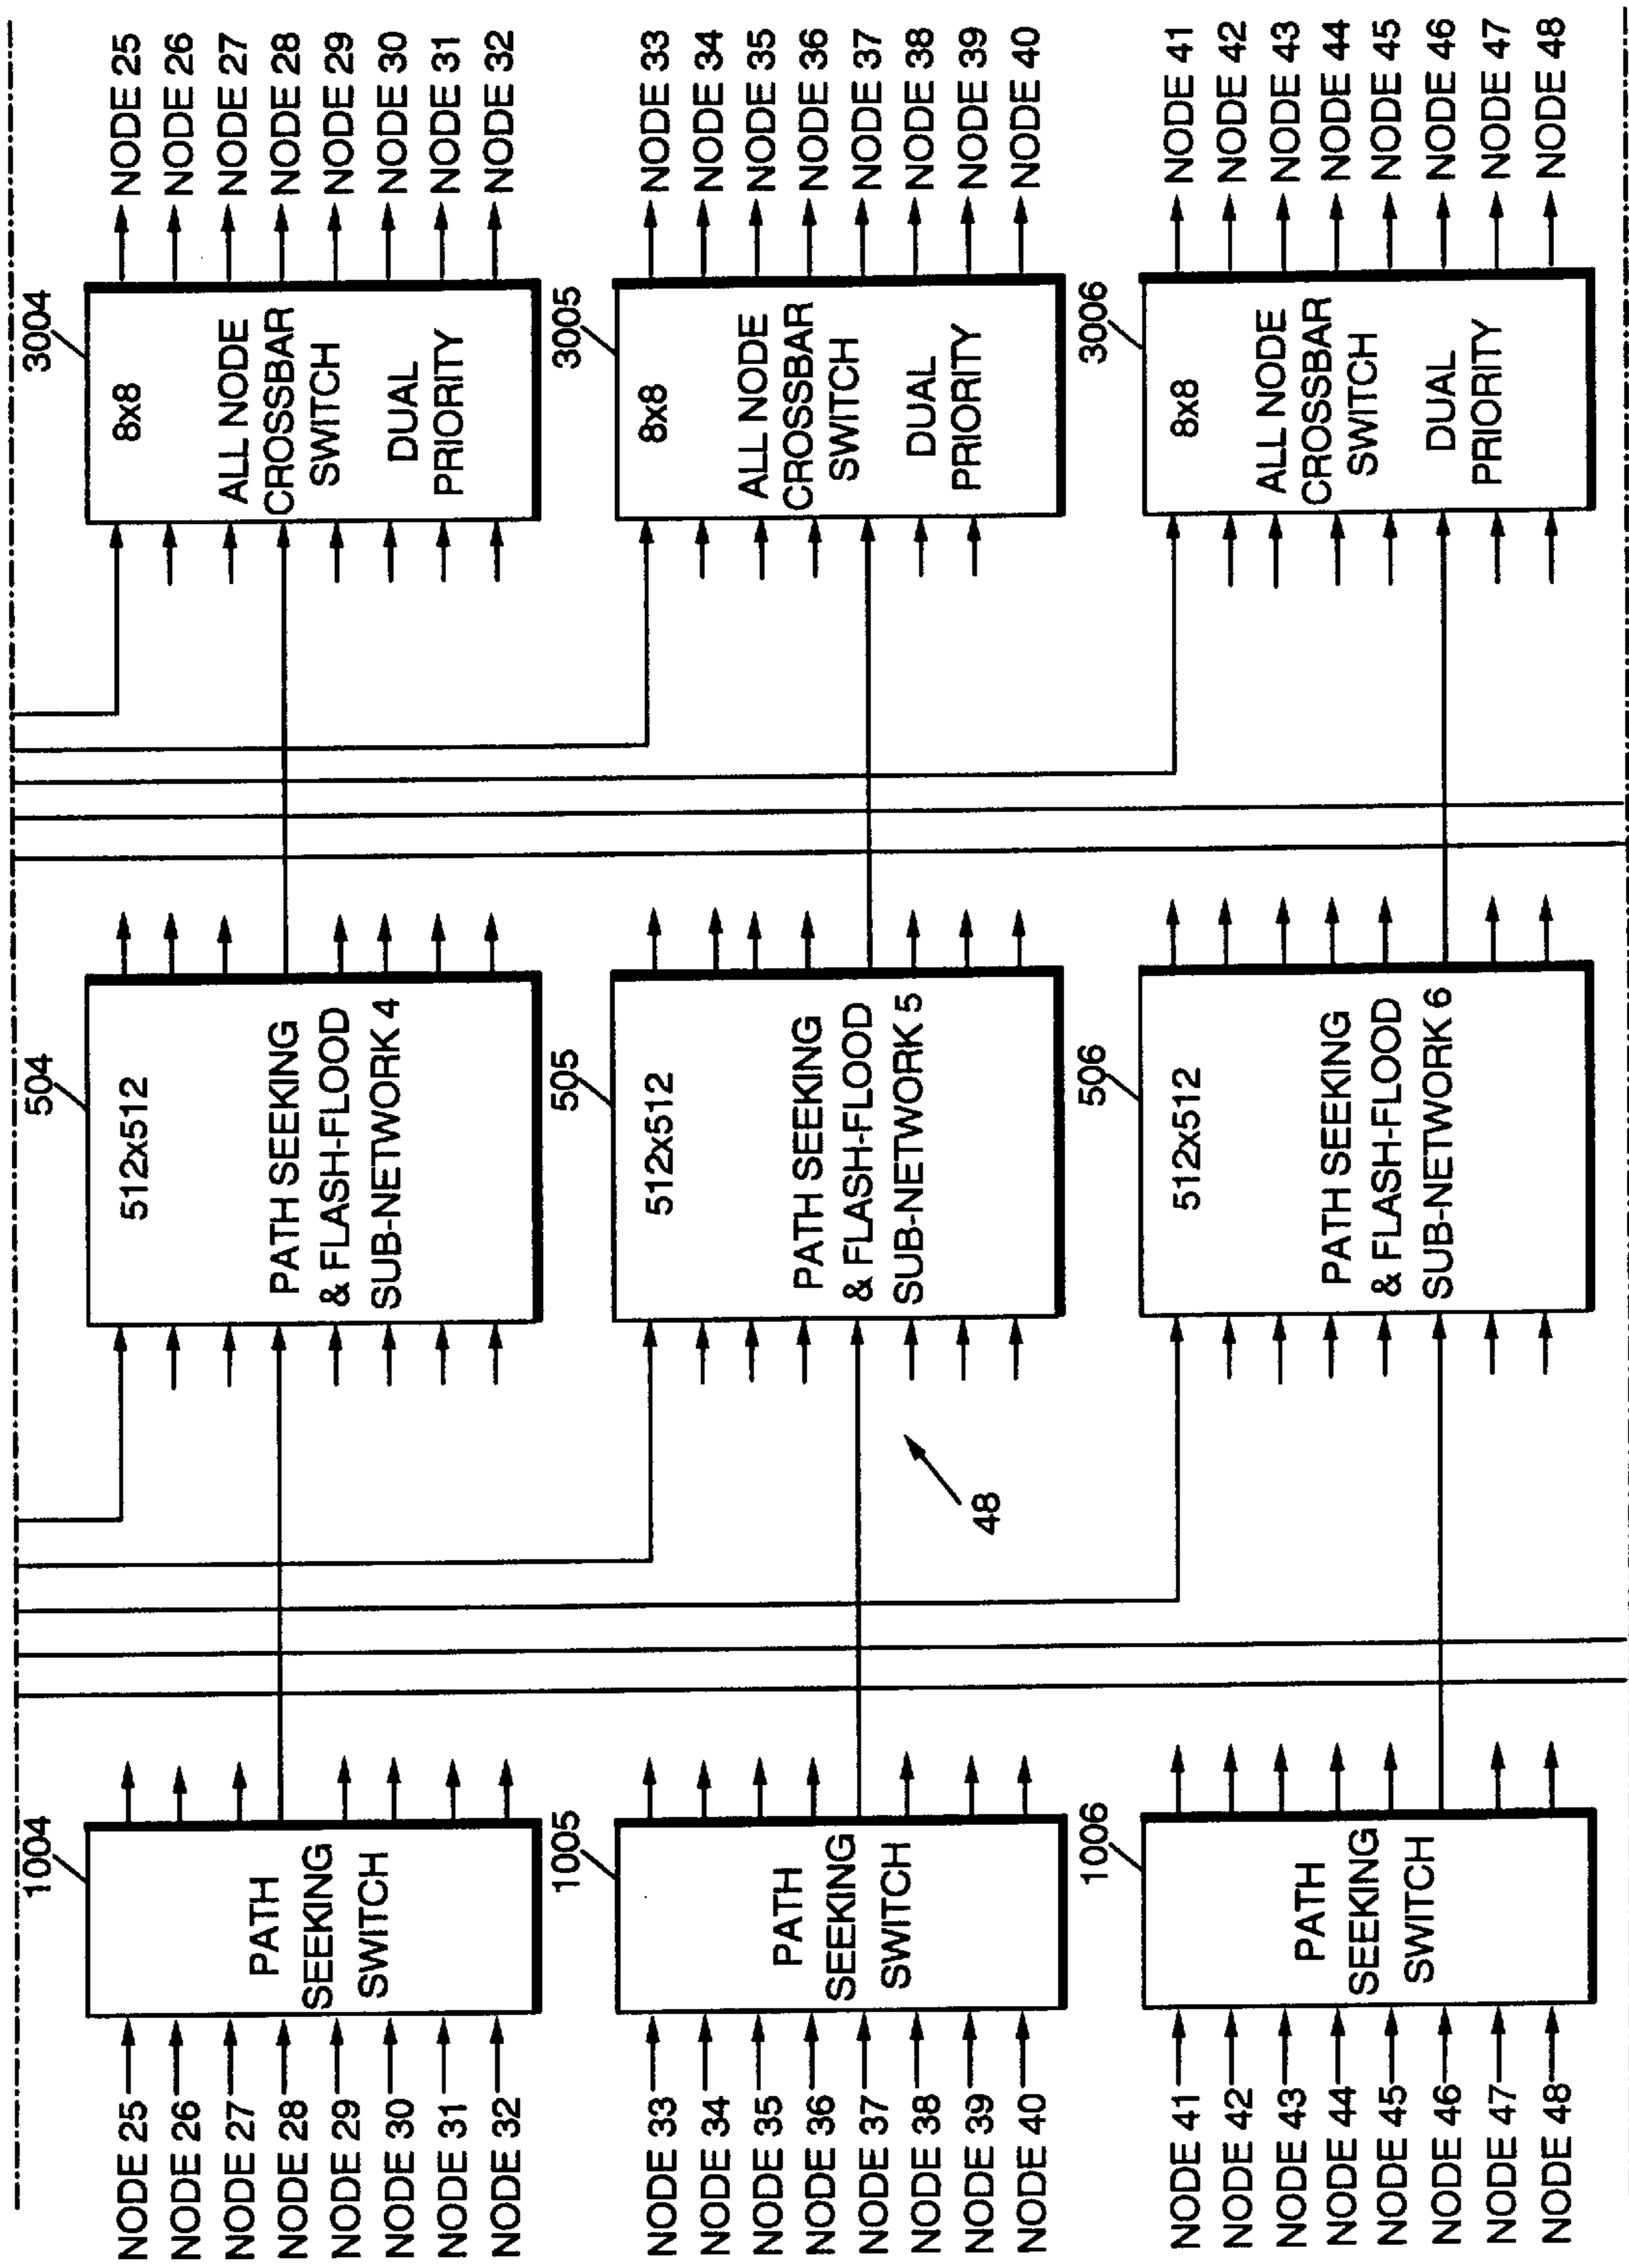 NODE 25
NODE 26
NODE 27
NODE 28
NODE 29
NODE 30
NODE 31
NODE 32
1004
PATH
SEEKING
SWITCH
504
512x512
PATH SEEKING
& FLASH-FLOOD
SUB-NETWORK 4
3004
8x8
ALL NODE
CROSSBAR
SWITCH
DUAL
PRIORITY
NODE 25
NODE 26
NODE 27
NODE 28
NODE 29
NODE 30
NODE 31
NODE 32
NODE 33
NODE 34
NODE 35
NODE 36
NODE 37
NODE 38
NODE 39
NODE 40
1005
PATH
SEEKING
SWITCH
505
512x512
PATH SEEKING
& FLASH-FLOOD
SUB-NETWORK 5
48
3005
8x8
ALL NODE
CROSSBAR
SWITCH
DUAL
PRIORITY
NODE 33
NODE 34
NODE 35
NODE 36
NODE 37
NODE 38
NODE 39
NODE 40
NODE 41
NODE 42
NODE 43
NODE 44
NODE 45
NODE 46
NODE 47
NODE 48
1006
PATH
SEEKING
SWITCH
506
512x512
PATH SEEKING
& FLASH-FLOOD
SUB-NETWORK 6
3006
8x8
ALL NODE
CROSSBAR
SWITCH
DUAL
PRIORITY
NODE 41
NODE 42
NODE 43
NODE 44
NODE 45
NODE 46
NODE 47
NODE 48